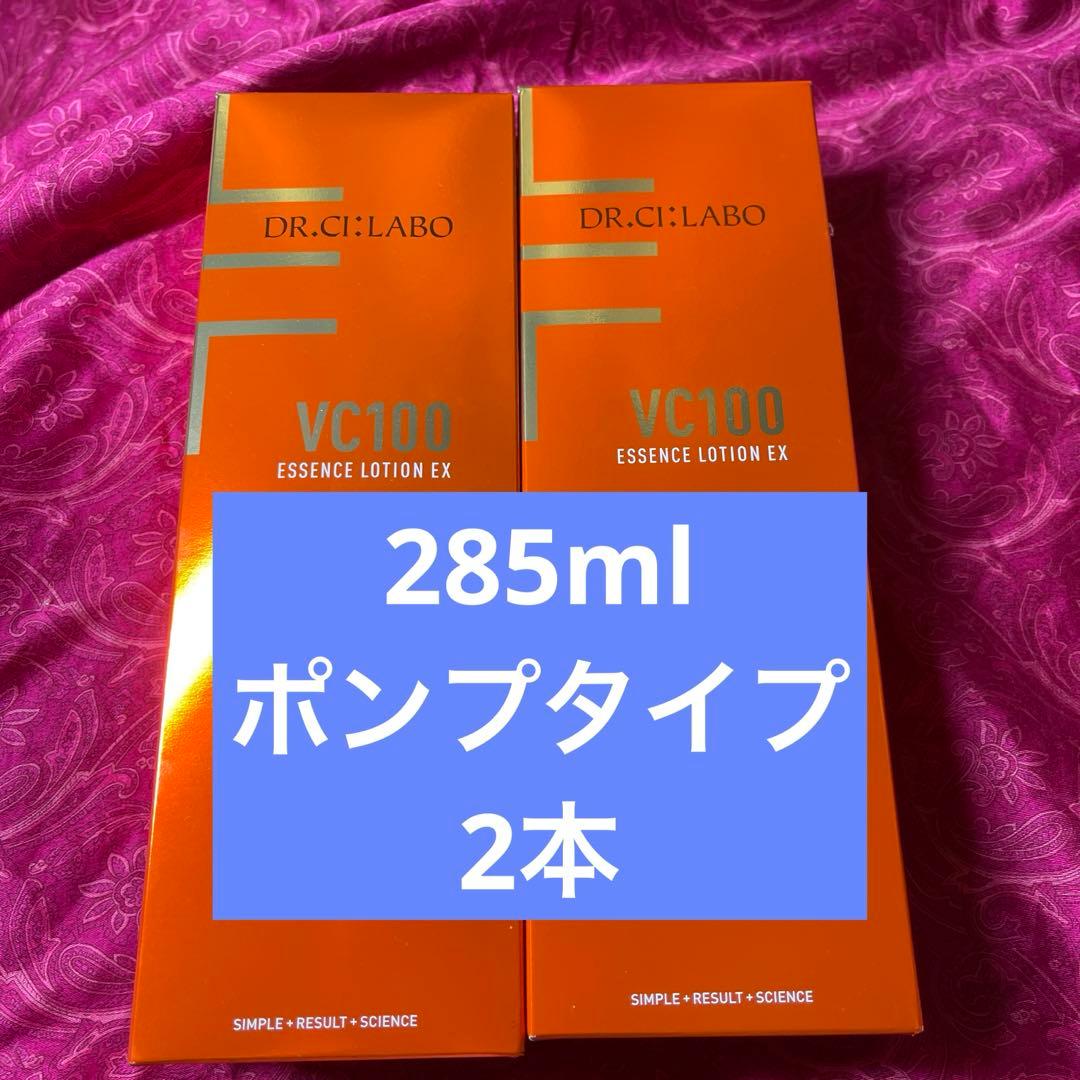 DR.CI:LABO
VC100
ESSENCE LOTION EX
DR.CI:LABO
VC100
ESSENCE LOTION EX
285ml
ポンプタイプ
2本
SIMPLE+RESULT+SCIENCE
SIMPLE+RESULT+SCIENCE